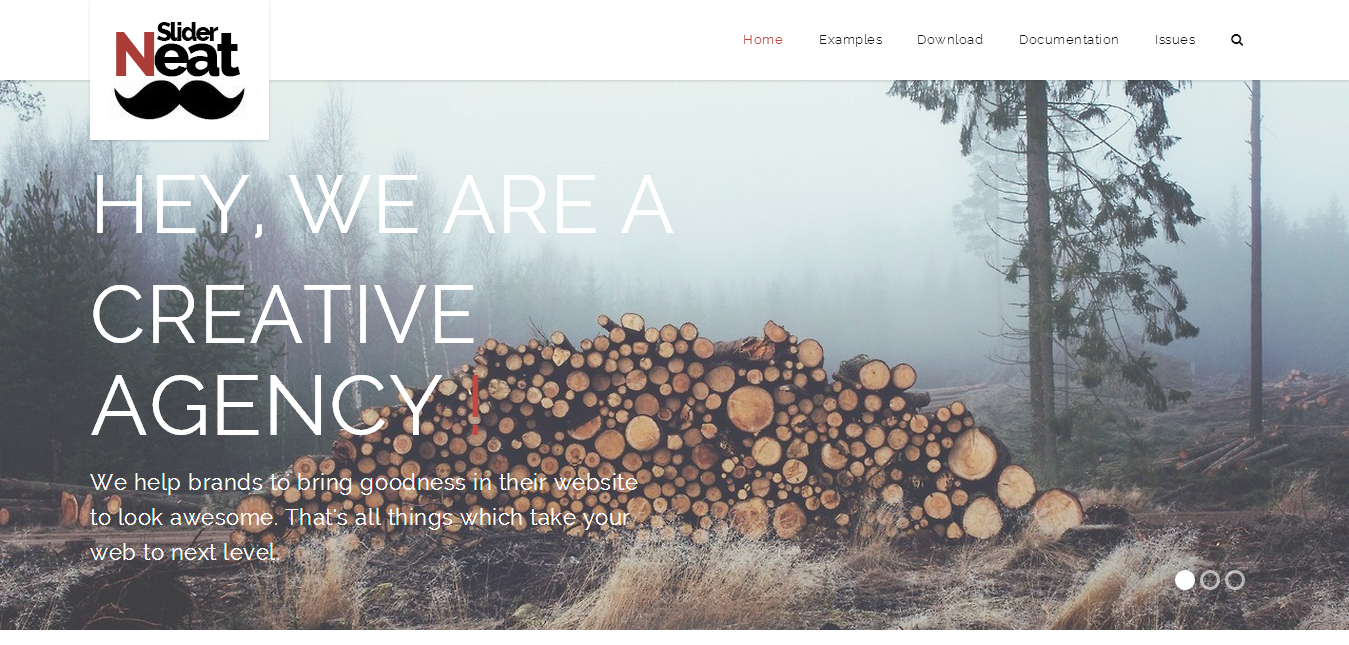 Slider
Neat
Home Examples Download Documentation Issues
HEY, WE ARE A
CREATIVE
AGENCY !
We help brands to bring goodness in their website
to look awesome. That's all things which take your
web to next level.